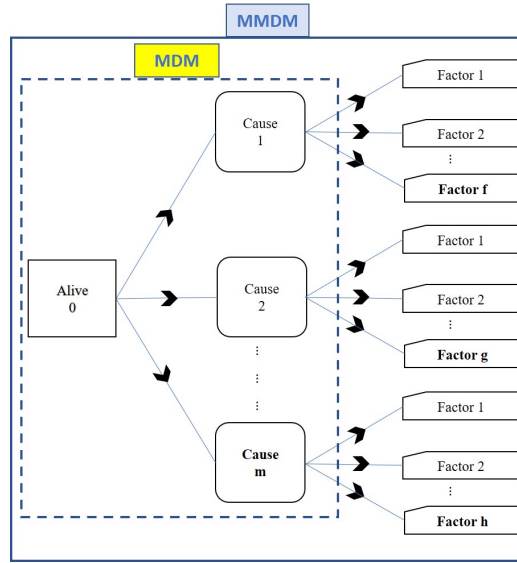 MMDM
MDM
Alive
0
Cause
1
Factor 1
Factor 2
...
Factor f
Cause
2
Factor 1
Factor 2
...
Factor g
...
...
...
Cause
m
Factor 1
Factor 2
...
Factor h